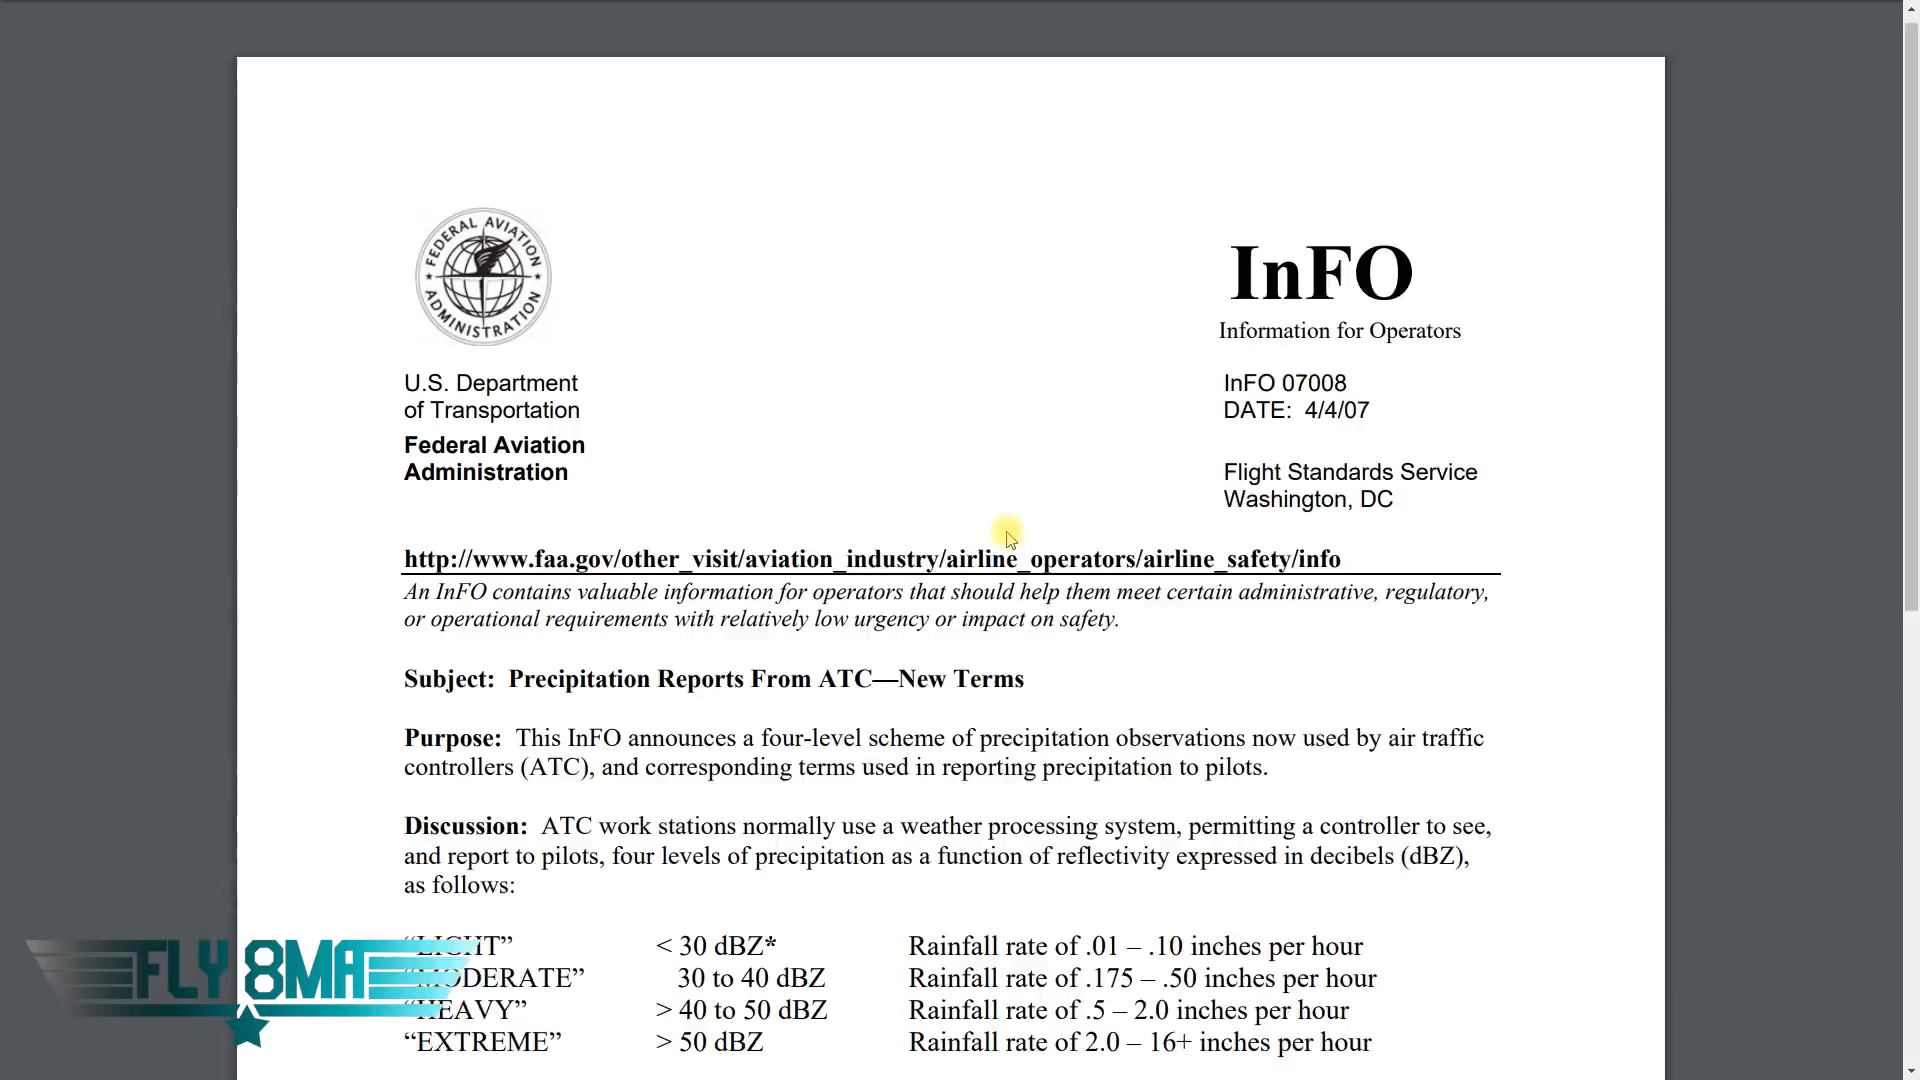 FEDERAL AVIATION
ADMINISTRATION
InFO
Information for Operators
U.S. Department
of Transportation
Federal Aviation
Administration
InFO 07008
DATE:  4/4/07
Flight Standards Service
Washington, DC
http://www.faa.gov/other_visit/aviation_industry/airline_operators/airline_safety/info
An InFO contains valuable information for operators that should help them meet certain administrative, regulatory,
or operational requirements with relatively low urgency or impact on safety.
Subject:  Precipitation Reports From ATC—New Terms
Purpose:  This InFO announces a four-level scheme of precipitation observations now used by air traffic
controllers (ATC), and corresponding terms used in reporting precipitation to pilots.
Discussion:  ATC work stations normally use a weather processing system, permitting a controller to see,
and report to pilots, four levels of precipitation as a function of reflectivity expressed in decibels (dBZ),
as follows:
“LIGHT” < 30 dBZ* Rainfall rate of .01 – .10 inches per hour
“MODERATE” 30 to 40 dBZ Rainfall rate of .175 – .50 inches per hour
“HEAVY” > 40 to 50 dBZ Rainfall rate of .5 – 2.0 inches per hour
“EXTREME” > 50 dBZ Rainfall rate of 2.0 – 16+ inches per hour
FLY 8MA